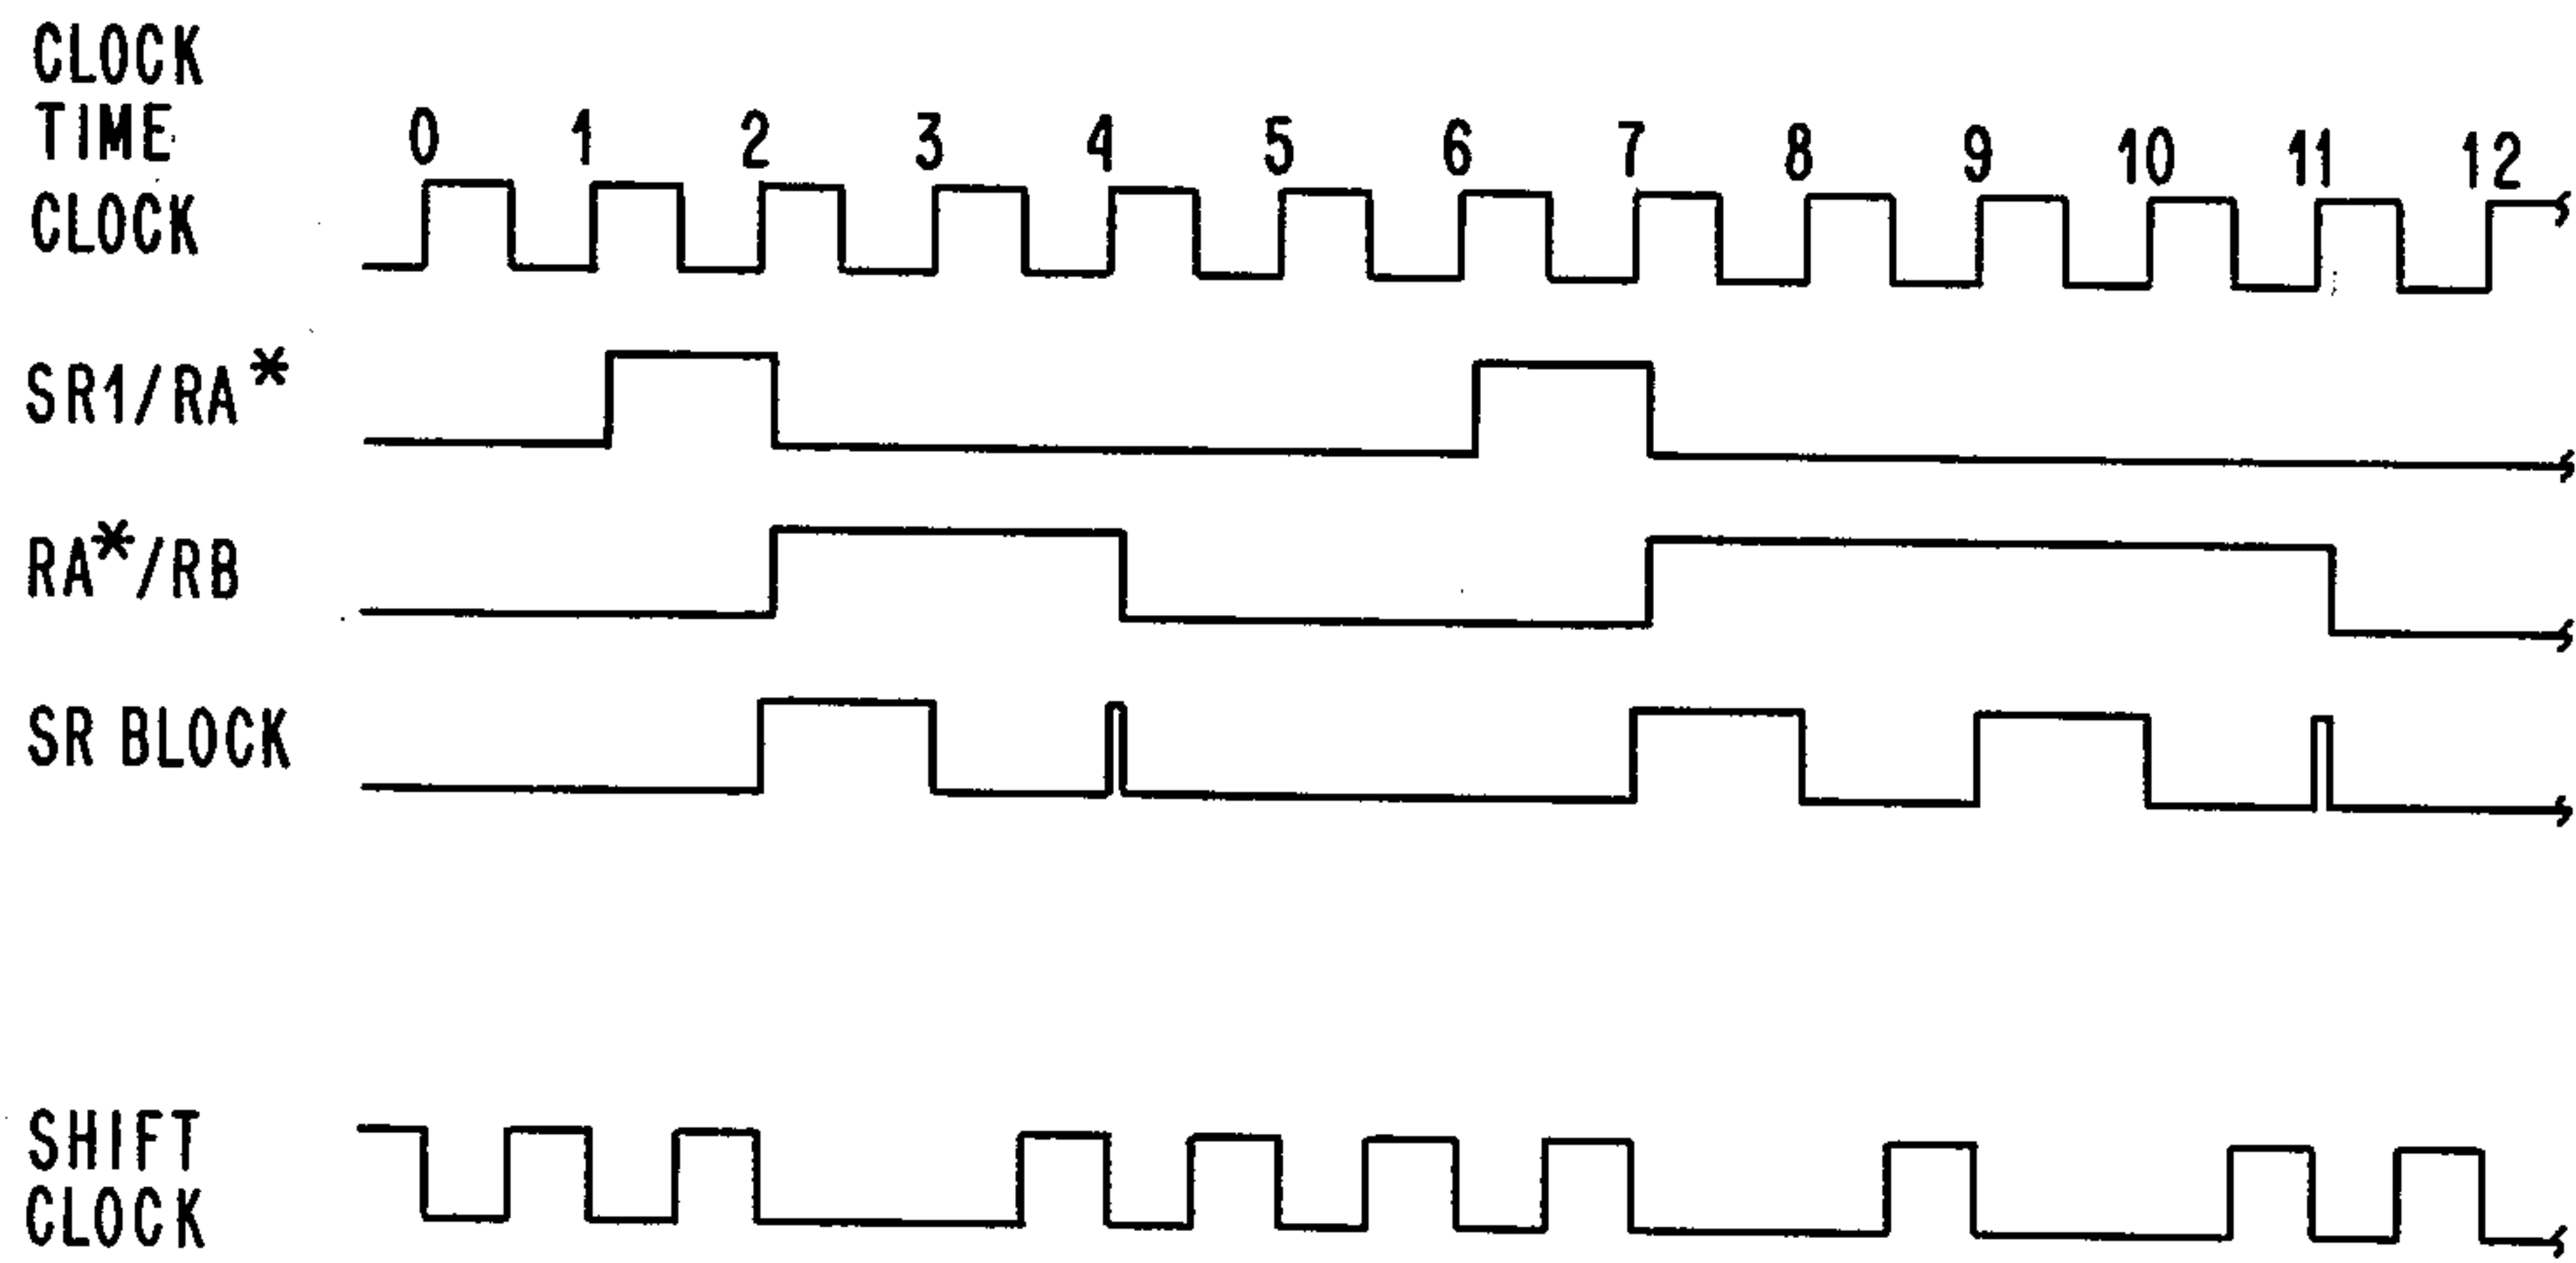 CLOCK
TIME
0 1 2 3 4 5 6 7 8 9 10 11 12
CLOCK
SR1/RA*
RA*/RB
SR BLOCK
SHIFT
CLOCK